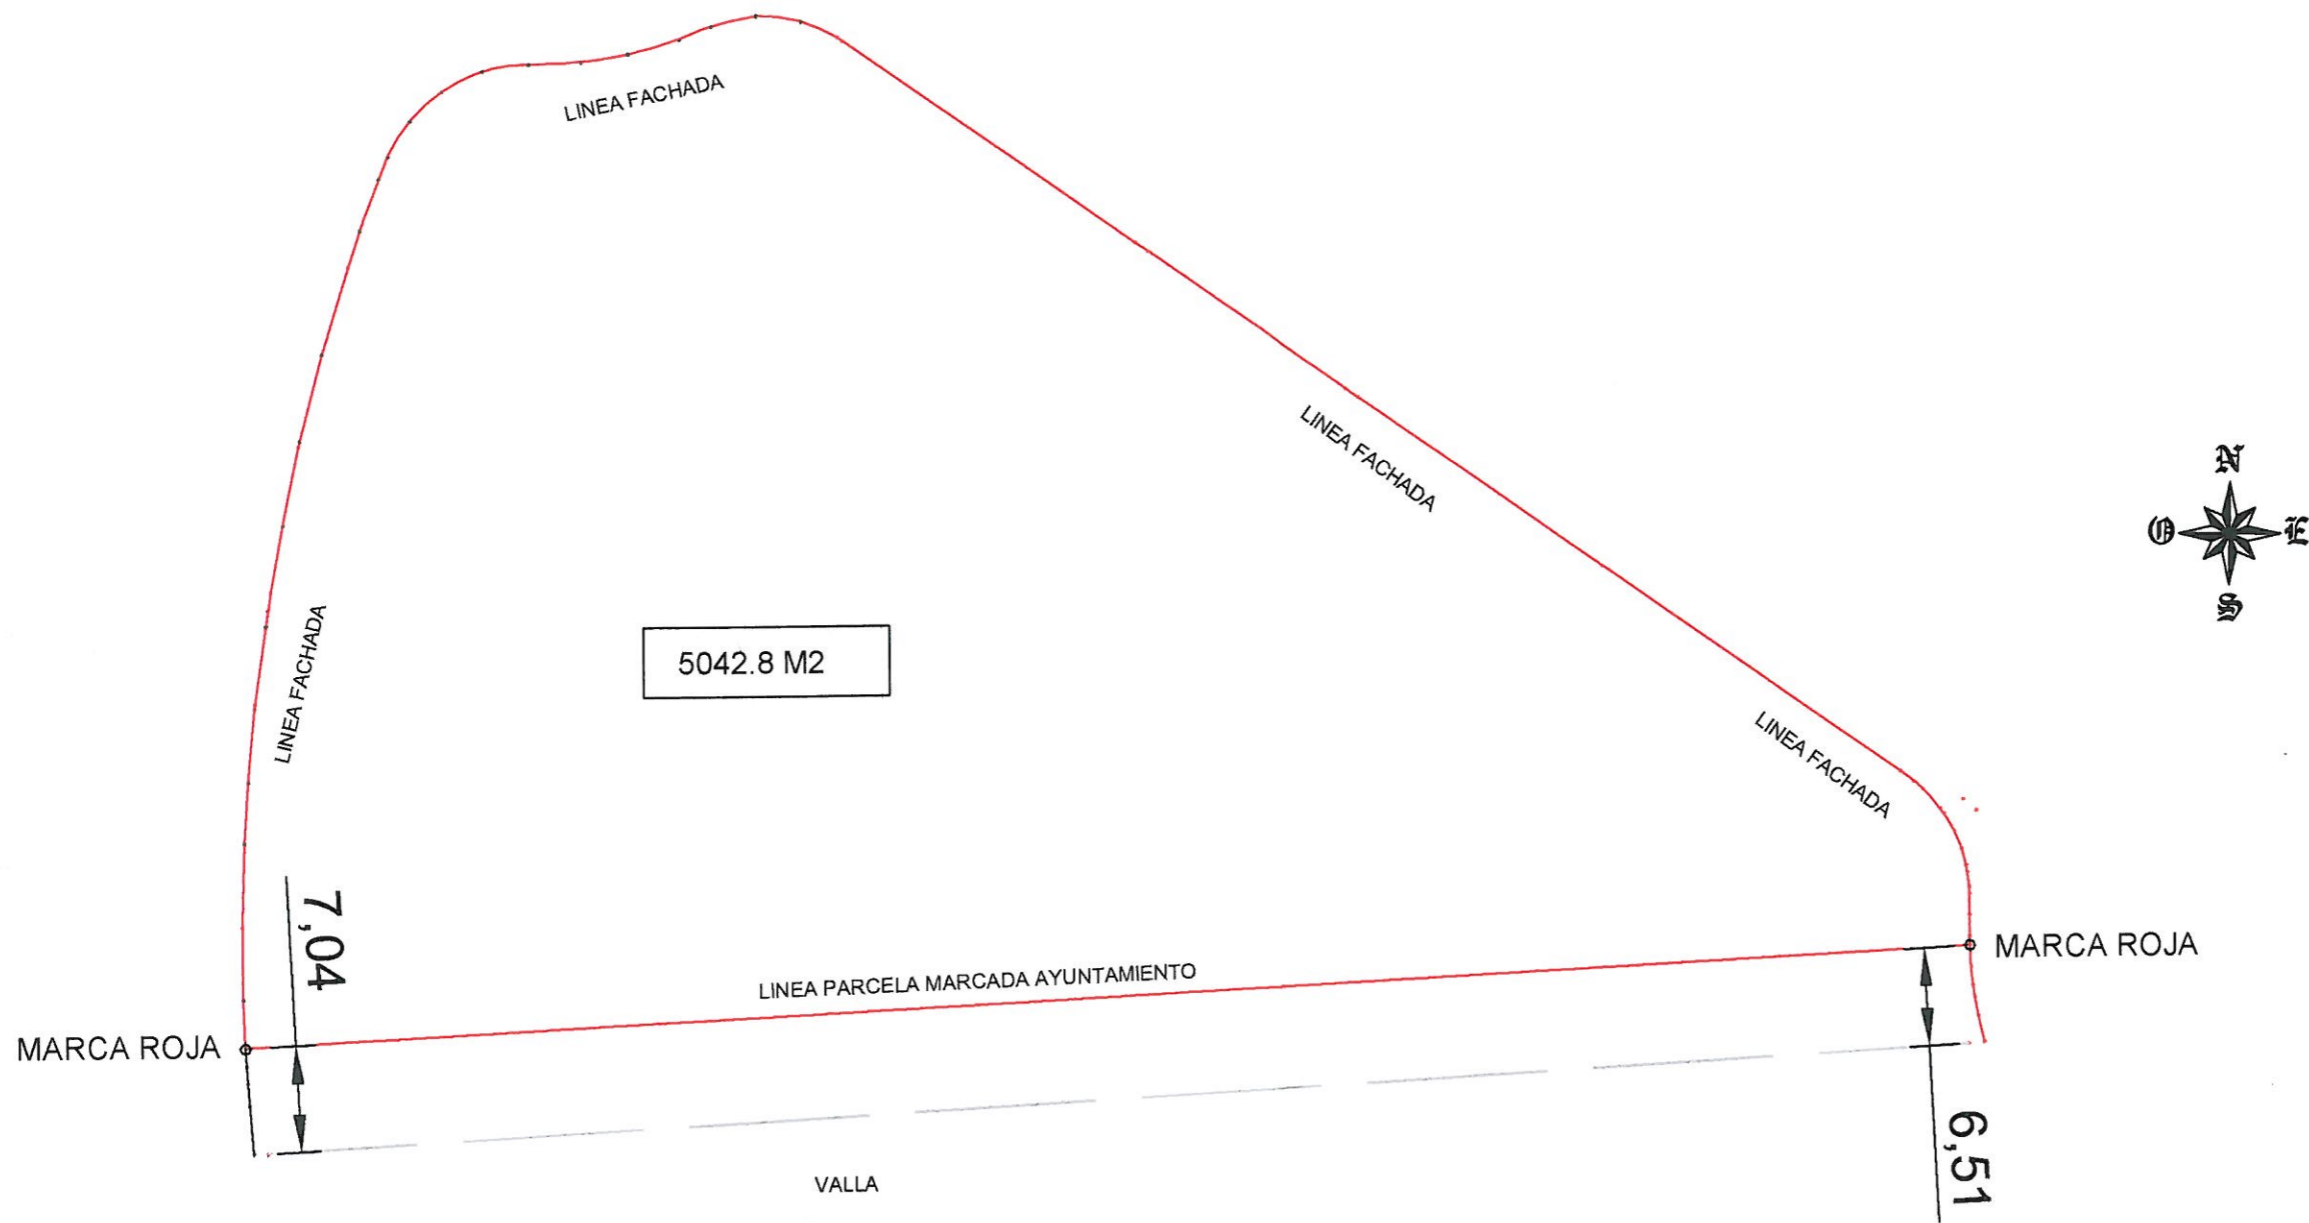 LINEA FACHADA
LINEA FACHADA
N
O
E
S
LINEA FACHADA
5042.8 M2
LINEA FACHADA
7,04
MARCA ROJA
LINEA PARCELA MARCADA AYUNTAMIENTO
MARCA ROJA
6,51
VALLA